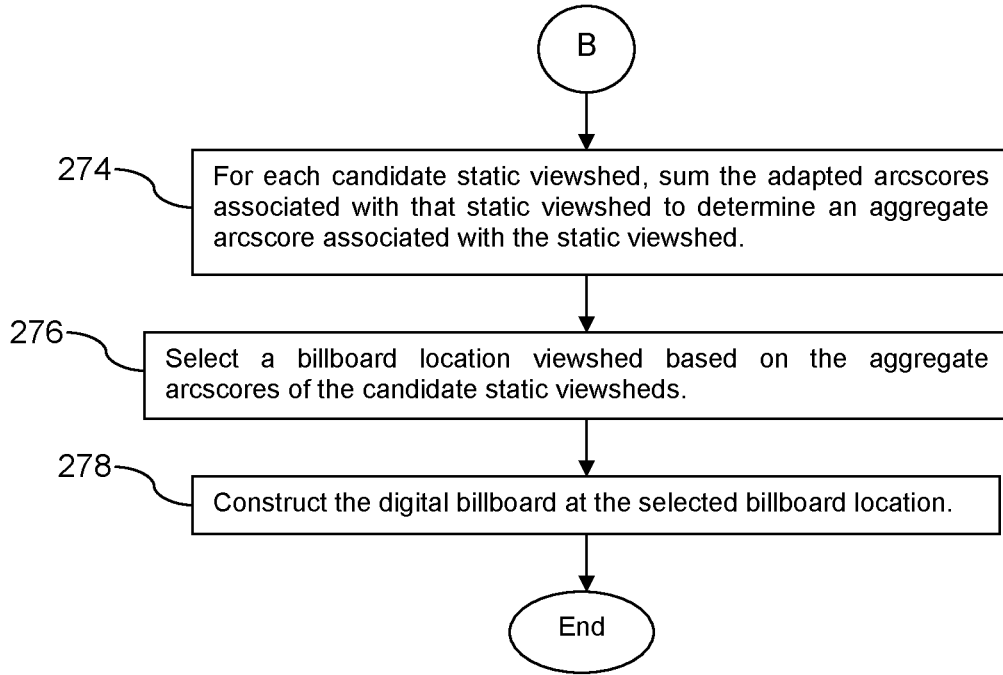 B
274
For each candidate static viewshed, sum the adapted arcscores
associated with that static viewshed to determine an aggregate
arcscore associated with the static viewshed.
276
Select a billboard location viewshed based on the aggregate
arcscores of the candidate static viewsheds.
278
Construct the digital billboard at the selected billboard location.
End